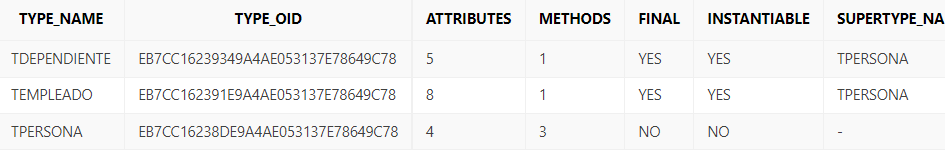 TYPE_NAME TYPE_OID ATTRIBUTES METHODS FINAL INSTANTIABLE SUPERTYPE_NA
TDEPENDIENTE EB7CC16239349A4AE053137E78649C78 5 1 YES YES TPERSONA
TEMPLEADO EB7CC162391E9A4AE053137E78649C78 8 1 YES YES TPERSONA
TPERSONA EB7CC16238DE9A4AE053137E78649C78 4 3 NO NO -